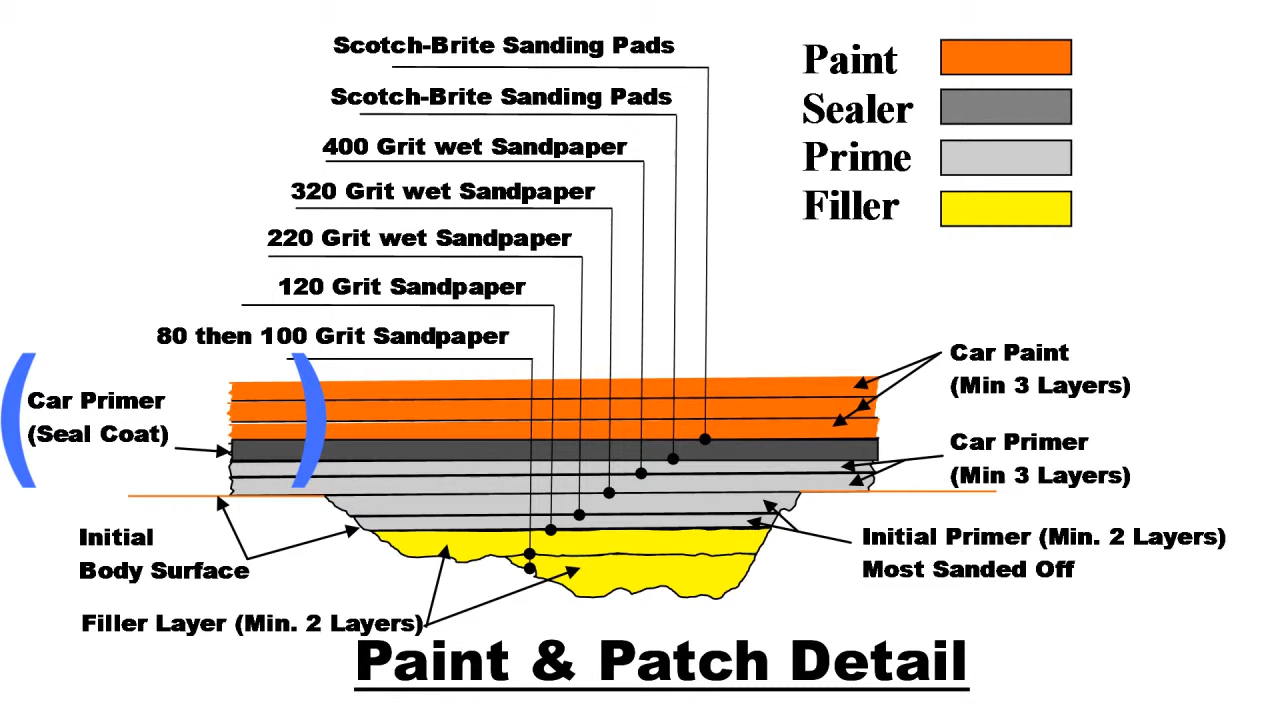 Scotch-Brite Sanding Pads
Scotch-Brite Sanding Pads
400 Grit wet Sandpaper
320 Grit wet Sandpaper
220 Grit wet Sandpaper
120 Grit Sandpaper
80 then 100 Grit Sandpaper
Paint
Sealer
Prime
Filler
Car Primer
(Seal Coat)
Car Paint
(Min 3 Layers)
Car Primer
(Min 3 Layers)
Initial
Body Surface
Initial Primer (Min. 2 Layers)
Most Sanded Off
Filler Layer (Min. 2 Layers)
Paint & Patch Detail